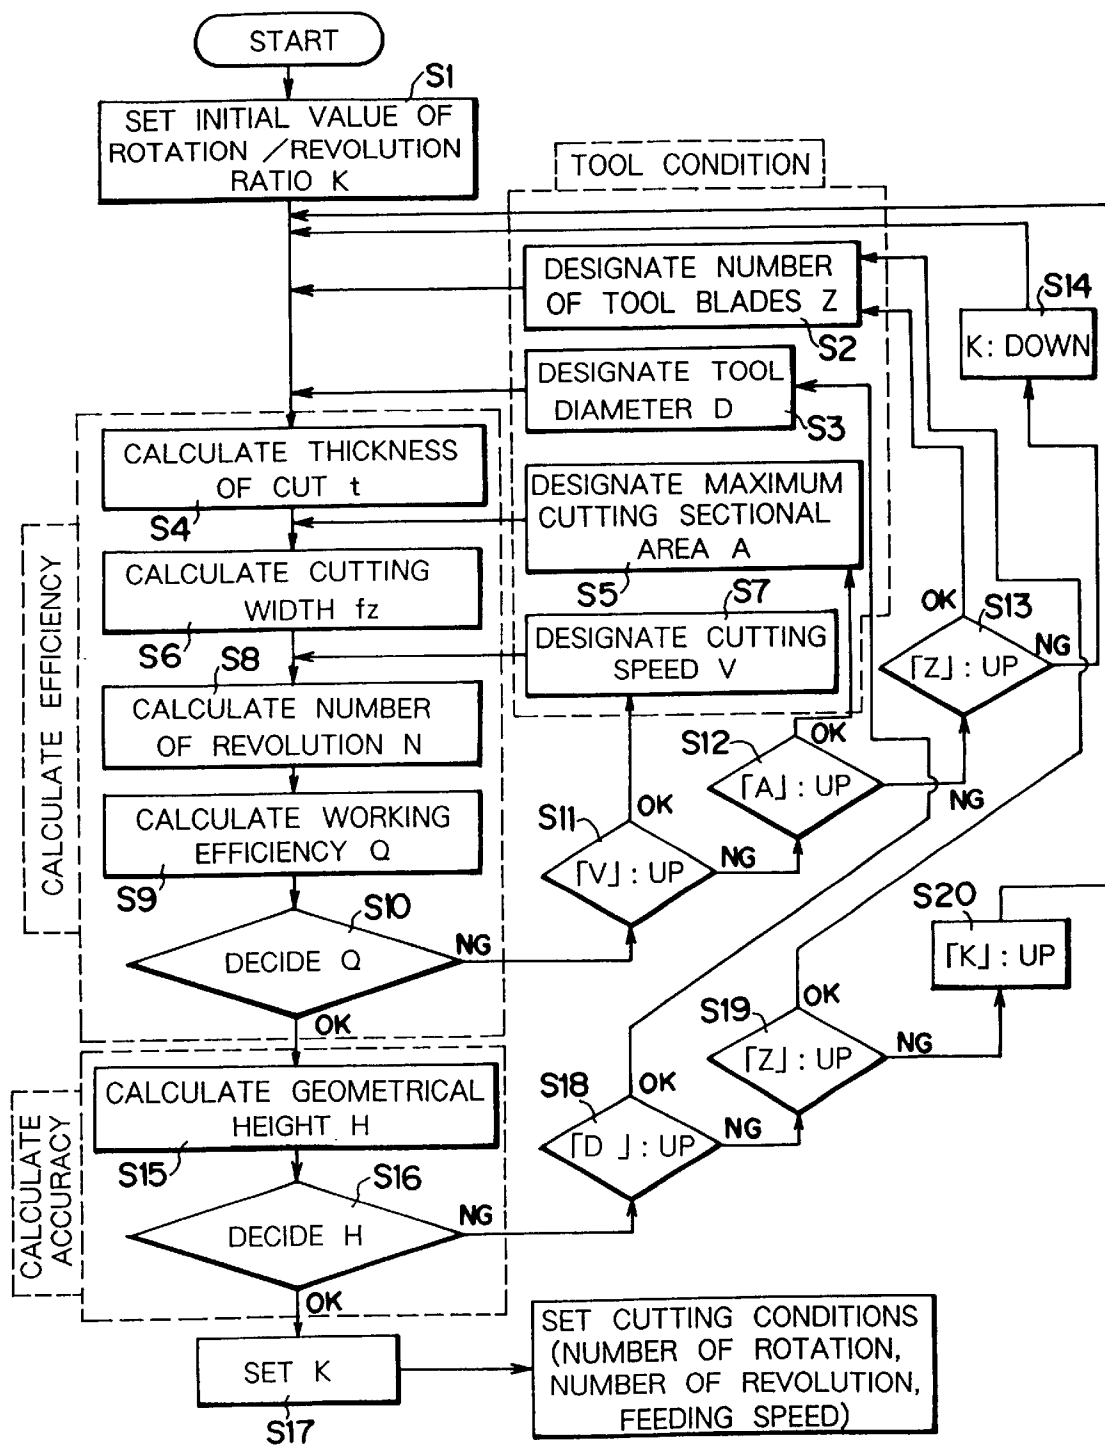 START
S1
SET INITIAL VALUE OF
ROTATION ／REVOLUTION
RATIO K
TOOL CONDITION
DESIGNATE NUMBER
OF TOOL BLADES Z
S2
S14
K: DOWN
DESIGNATE TOOL
DIAMETER D
S3
CALCULATE THICKNESS
OF CUT t
S4
DESIGNATE MAXIMUM
CUTTING SECTIONAL
AREA A
S5
CALCULATE CUTTING
WIDTH fz
S6
S7
DESIGNATE CUTTING
SPEED V
S8
CALCULATE NUMBER
OF REVOLUTION N
CALCULATE EFFICIENCY
OK
S13
「Z」: UP
NG
OK
S12
「A」: UP
NG
CALCULATE WORKING
EFFICIENCY Q
S9
OK
S11
「V」: UP
NG
S10
DECIDE Q
NG
OK
S20
「K」: UP
OK
S19
「Z」: UP
NG
CALCULATE GEOMETRICAL
HEIGHT H
S15
OK
S18
「D 」: UP
NG
CALCULATE
ACCURACY
S16
DECIDE H
NG
OK
SET K
S17
SET CUTTING CONDITIONS
(NUMBER OF ROTATION,
NUMBER OF REVOLUTION,
FEEDING SPEED)